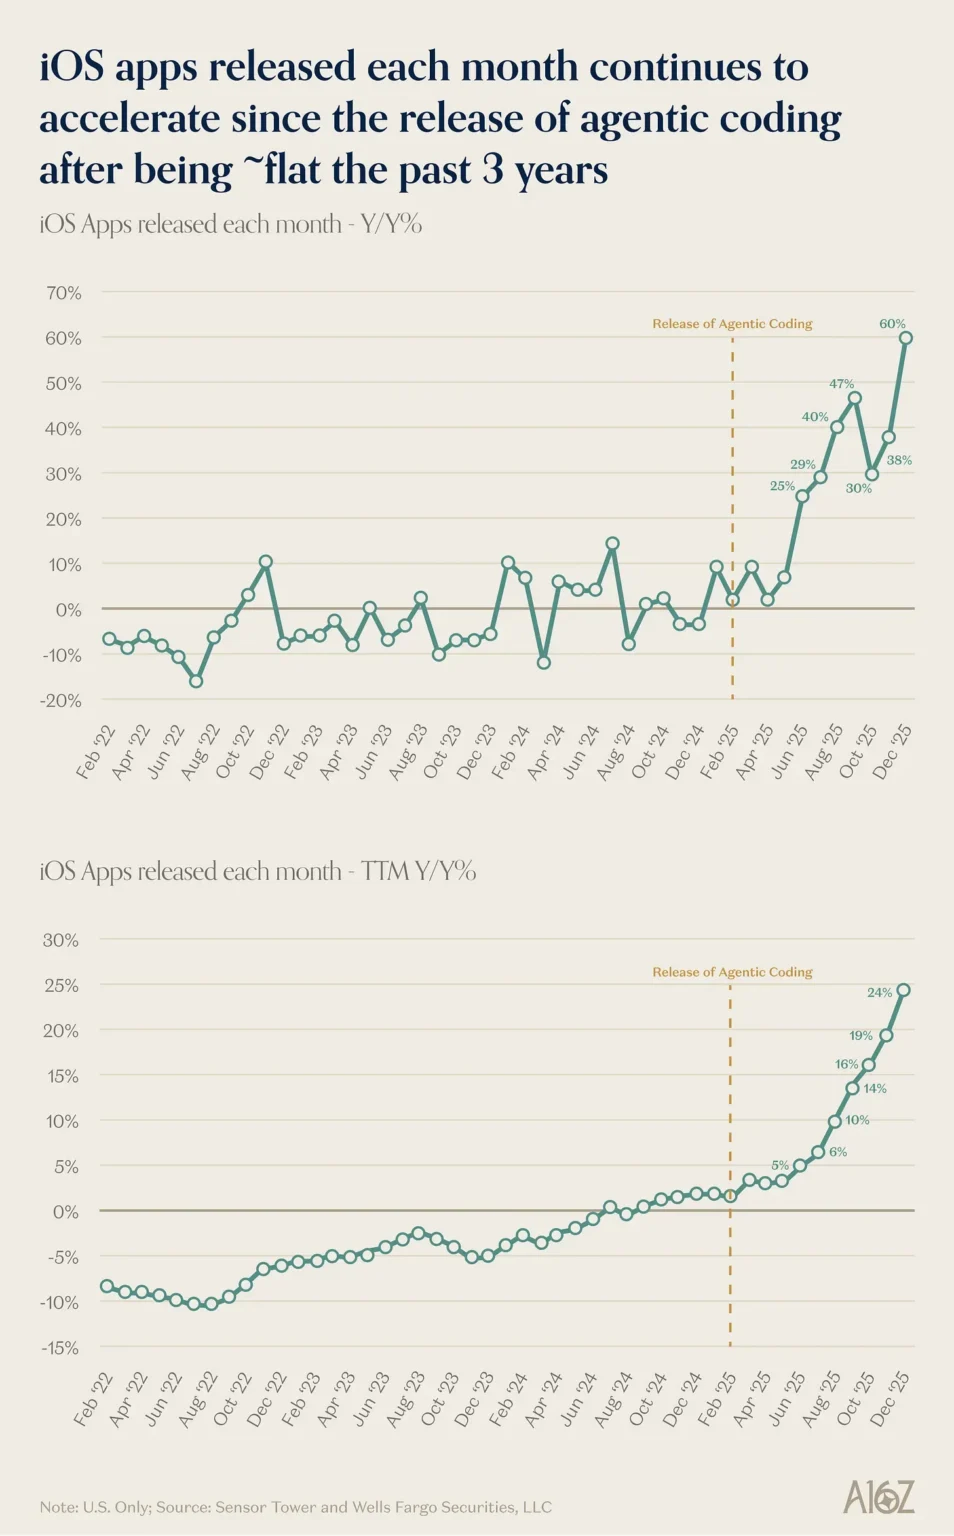 iOS apps released each month continues to
accelerate since the release of agentic coding
after being ~flat the past 3 years
iOS Apps released each month - Y/Y%
70%
Release of Agentic Coding
60%
60%
50%
47%
40%
40%
38%
30%
29%
30%
25%
20%
10%
0%
-10%
-20%
Feb '22
Apr '22
Jun '22
Aug '22
Oct '22
Dec '22
Feb '23
Apr '23
Jun '23
Aug '23
Oct '23
Dec '23
Feb '24
Apr '24
Jun '24
Aug '24
Oct '24
Dec '24
Feb '25
Apr '25
Jun '25
Aug '25
Oct '25
Dec '25
iOS Apps released each month - TTM Y/Y%
30%
Release of Agentic Coding
25%
24%
20%
19%
16%
15%
14%
10%
10%
6%
5%
5%
0%
-5%
-10%
-15%
Feb '22
Apr '22
Jun '22
Aug '22
Oct '22
Dec '22
Feb '23
Apr '23
Jun '23
Aug '23
Oct '23
Dec '23
Feb '24
Apr '24
Jun '24
Aug '24
Oct '24
Dec '24
Feb '25
Apr '25
Jun '25
Aug '25
Oct '25
Dec '25
Note: U.S. Only; Source: Sensor Tower and Wells Fargo Securities, LLC
A16Z